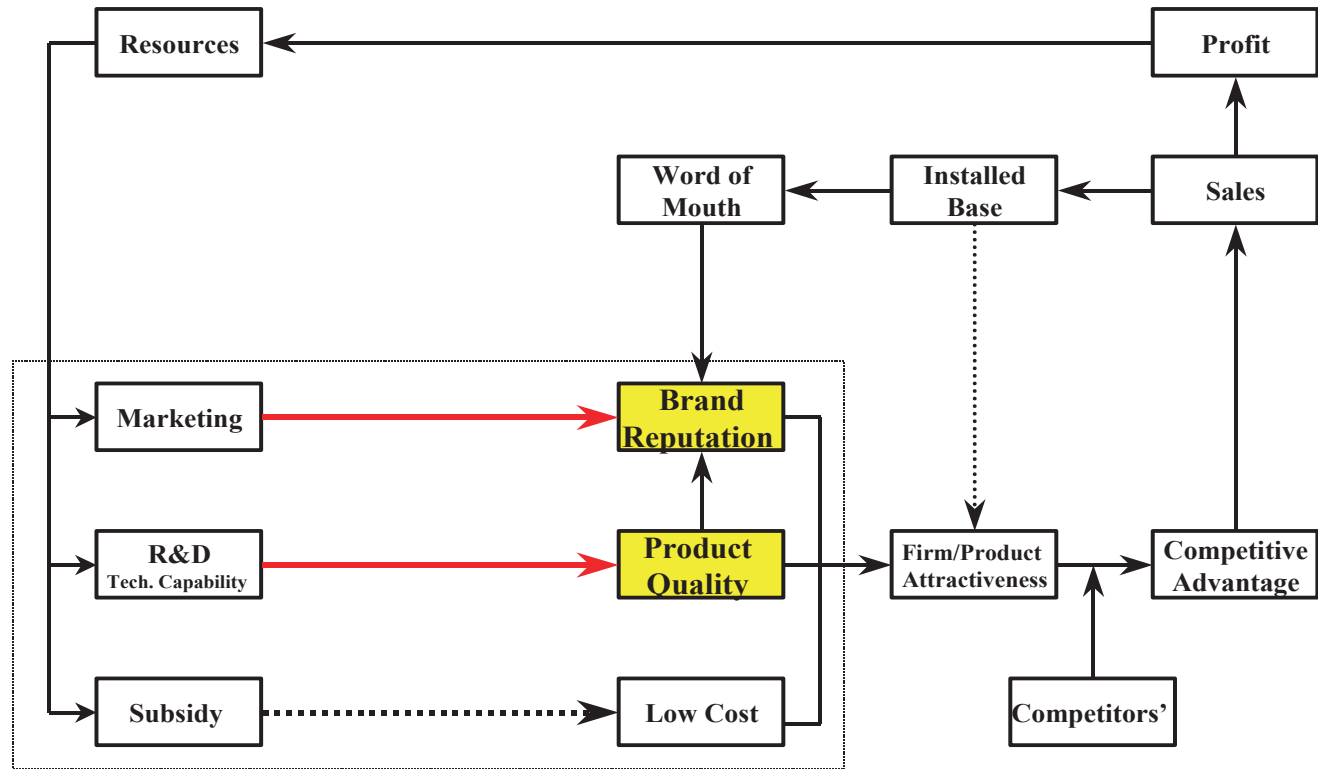 Resources
Profit
Word of
Mouth
Installed
Base
Sales
Marketing
Brand
Reputation
R&D
Tech. Capability
Product
Quality
Firm/Product
Attractiveness
Competitive
Advantage
Subsidy
Low Cost
Competitors’